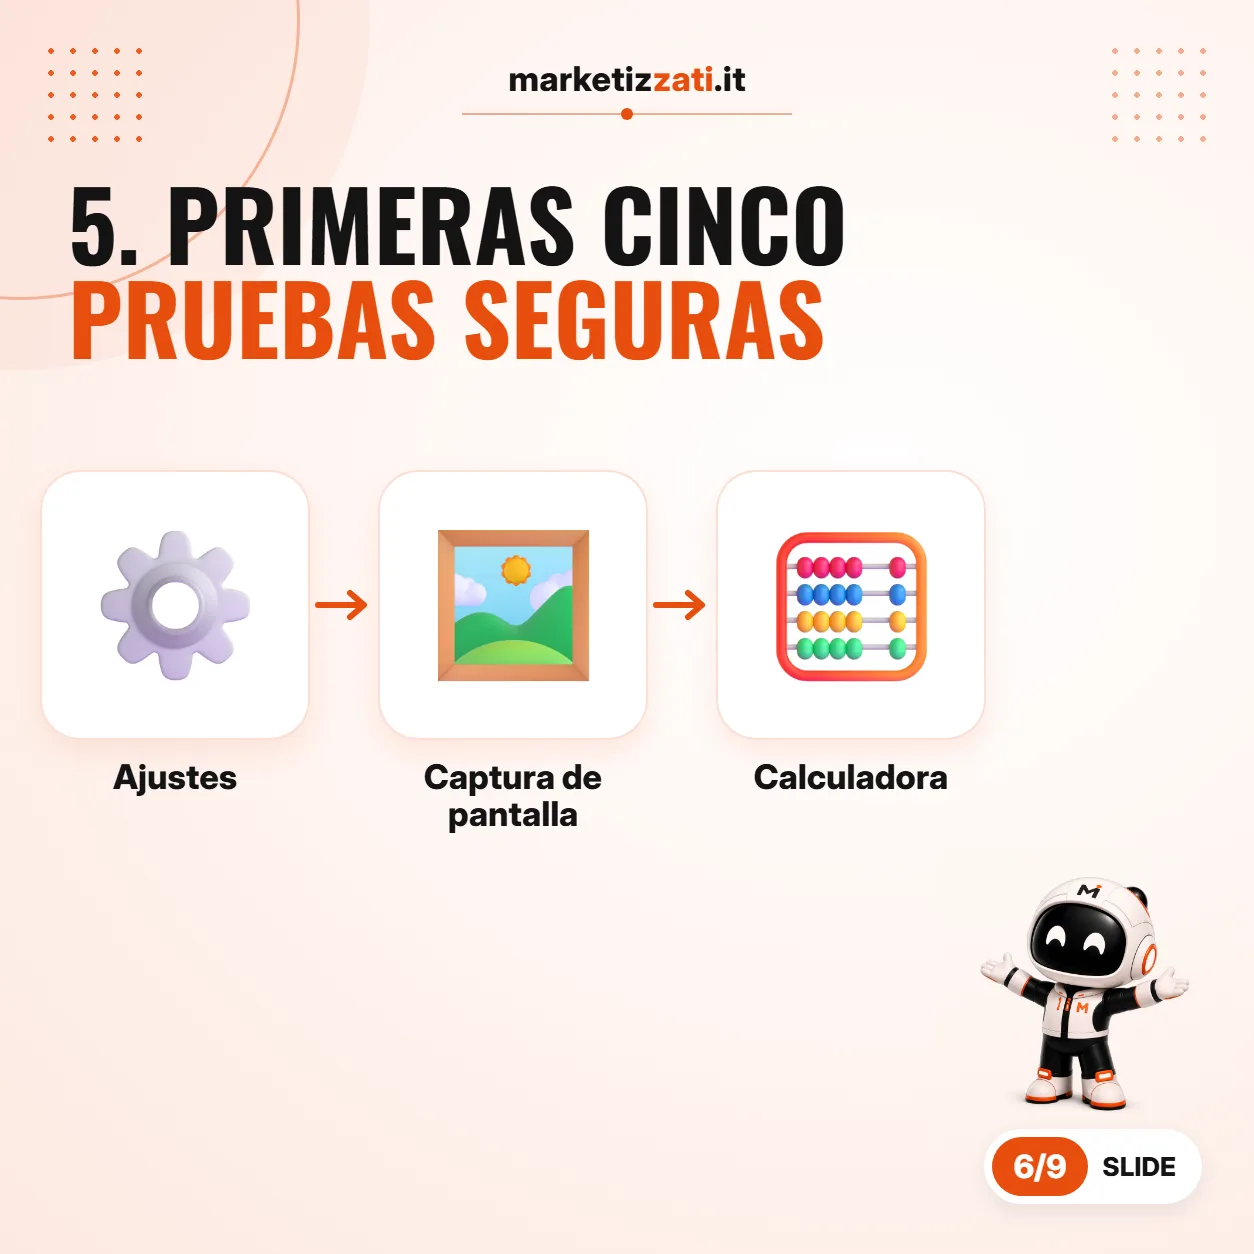 marketizzati.it
5. PRIMERAS CINCO
PRUEBAS SEGURAS
Ajustes
Captura de
pantalla
Calculadora
M
M
6/9 SLIDE